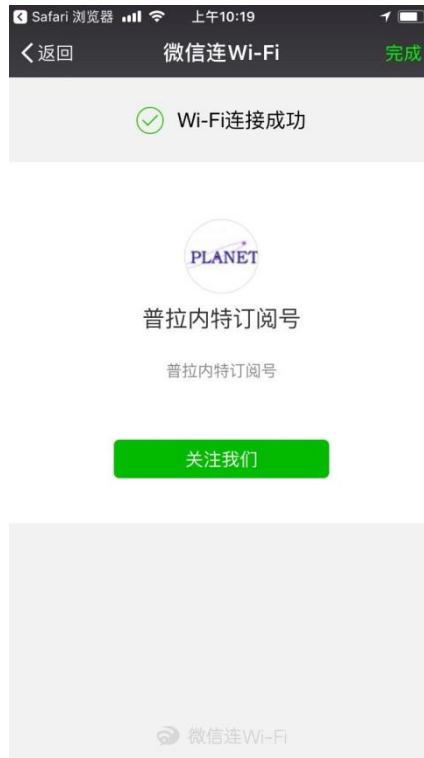 Safari 浏览器 上午10:19
返回 微信连Wi-Fi 完成
Wi-Fi连接成功
PLANET
普拉内特订阅号
普拉内特订阅号
关注我们
微信连Wi-Fi